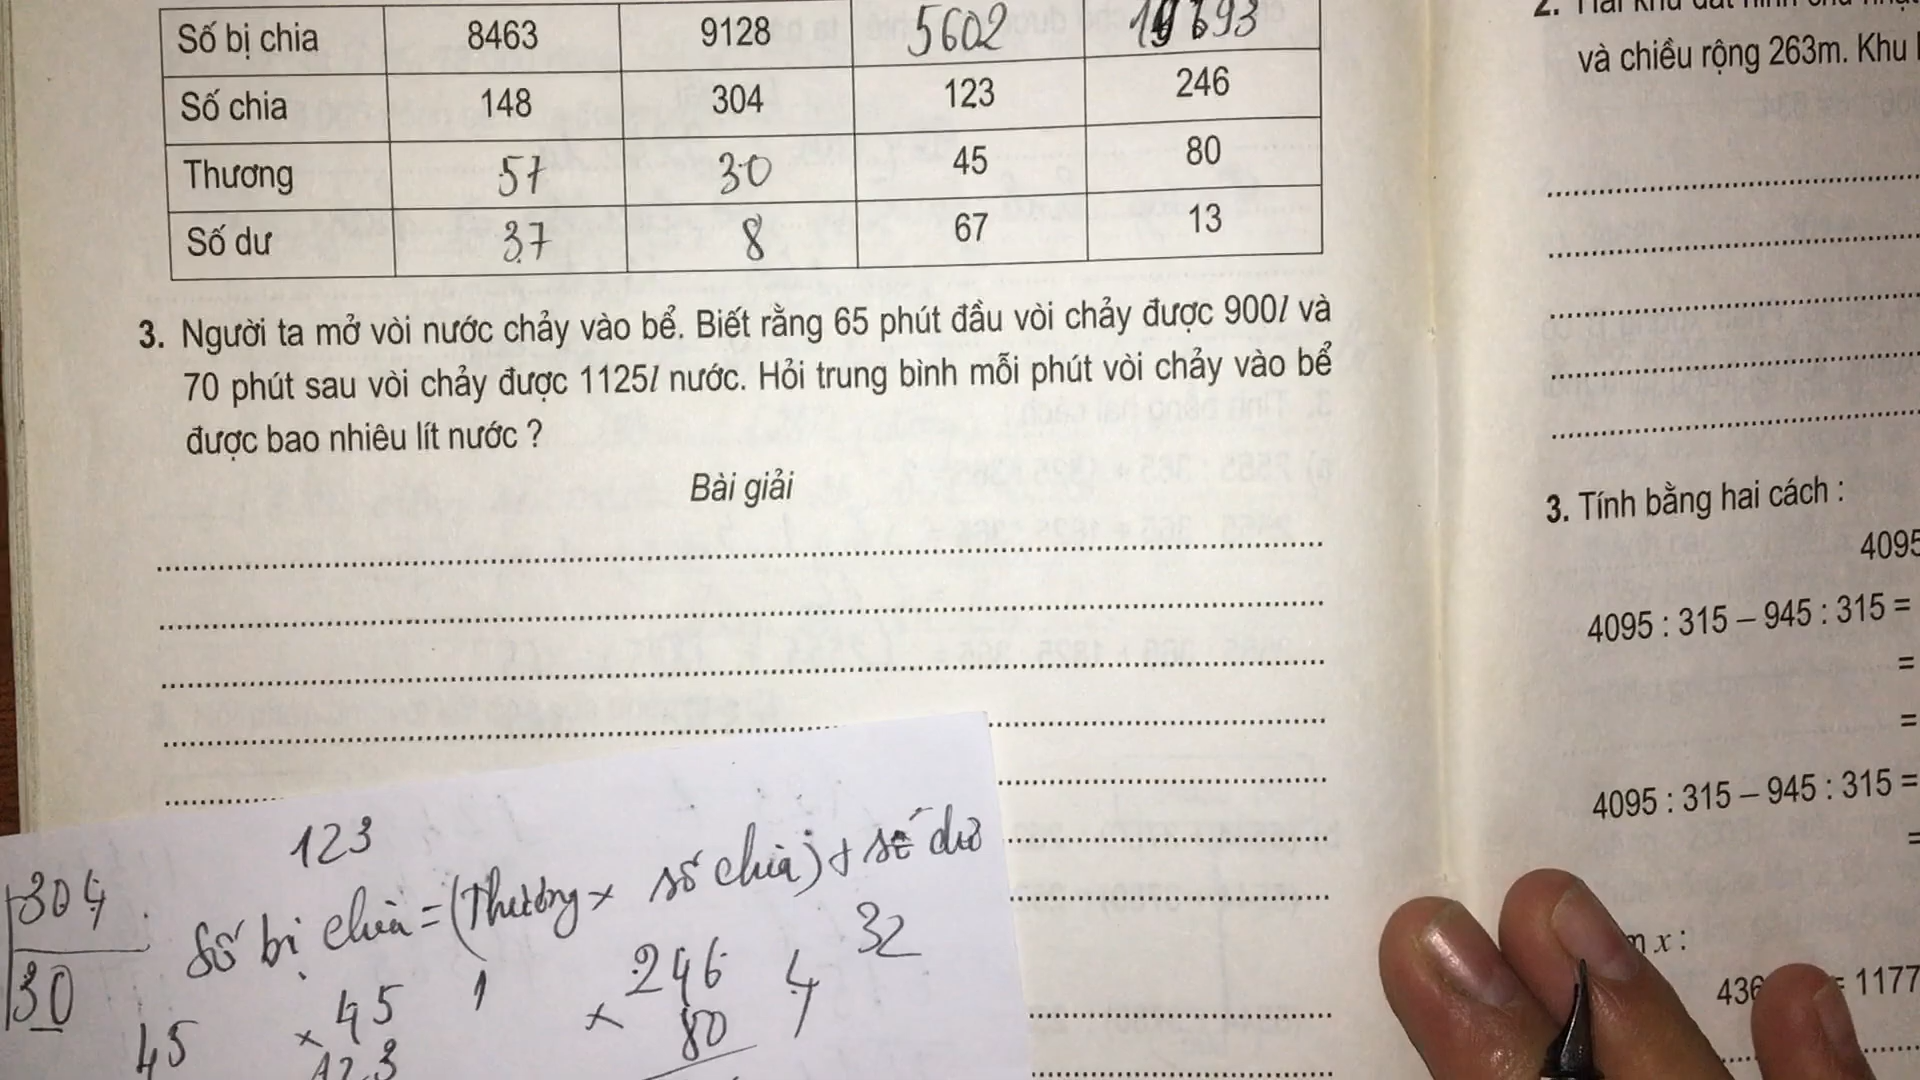 Số bị chia 8463 9128 5602 19693
Số chia 148 304 123 246
Thương 57 30 45 80
Số dư 37 8 67 13
3. Người ta mở vòi nước chảy vào bể. Biết rằng 65 phút đầu vòi chảy được 900l và
70 phút sau vòi chảy được 1125l nước. Hỏi trung bình mỗi phút vòi chảy vào bể
được bao nhiêu lít nước ?
Bài giải
123
304
30
số bị chia = (Thương x số chia) + số dư
45
x 45
123
1
246
x 80
4
32
và chiều rộng 263m. Khu
3. Tính bằng hai cách :
4095
4095 : 315 – 945 : 315 =
=
=
4095 : 315 – 945 : 315 =
=
x :
436 = 1177